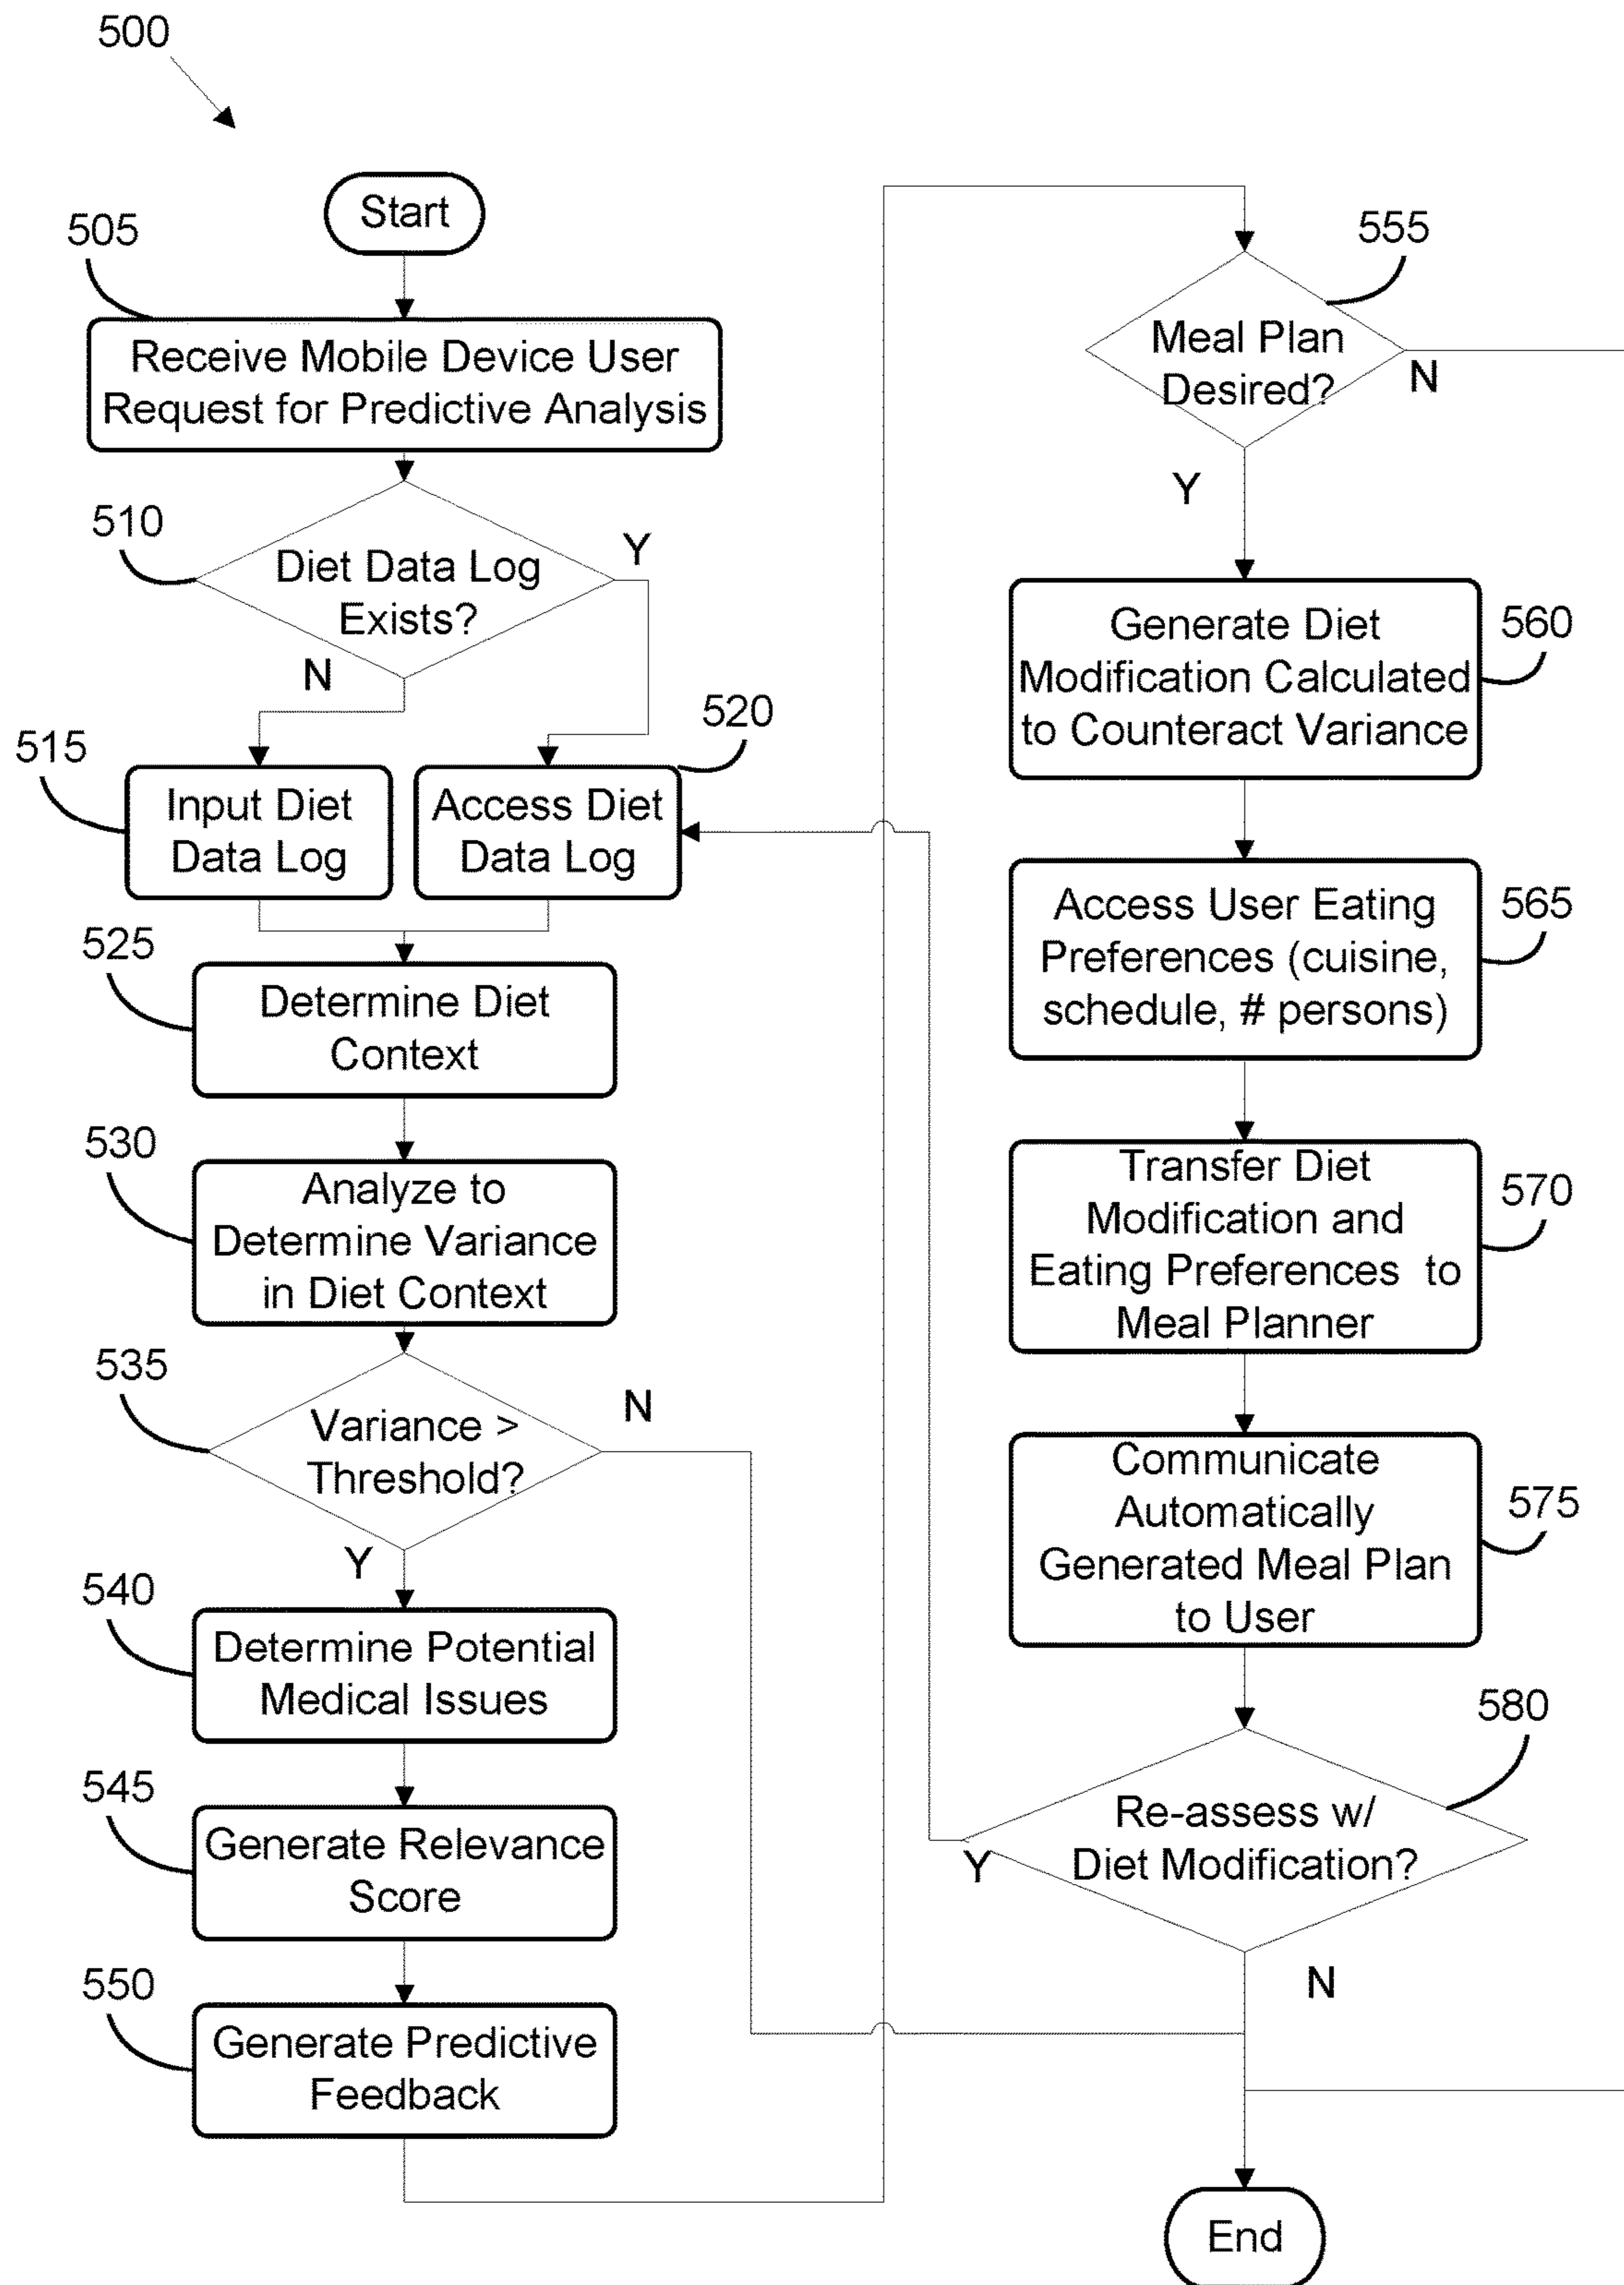 500
Start
505
Receive Mobile Device User
Request for Predictive Analysis
510
Diet Data Log
Exists?
Y
N
515
Input Diet
Data Log
520
Access Diet
Data Log
525
Determine Diet
Context
530
Analyze to
Determine Variance
in Diet Context
535
Variance >
Threshold?
N
Y
540
Determine Potential
Medical Issues
545
Generate Relevance
Score
550
Generate Predictive
Feedback
555
Meal Plan
Desired?
N
Y
560
Generate Diet
Modification Calculated
to Counteract Variance
565
Access User Eating
Preferences (cuisine,
schedule, # persons)
570
Transfer Diet
Modification and
Eating Preferences to
Meal Planner
575
Communicate
Automatically
Generated Meal Plan
to User
580
Re-assess w/
Diet Modification?
Y
N
End